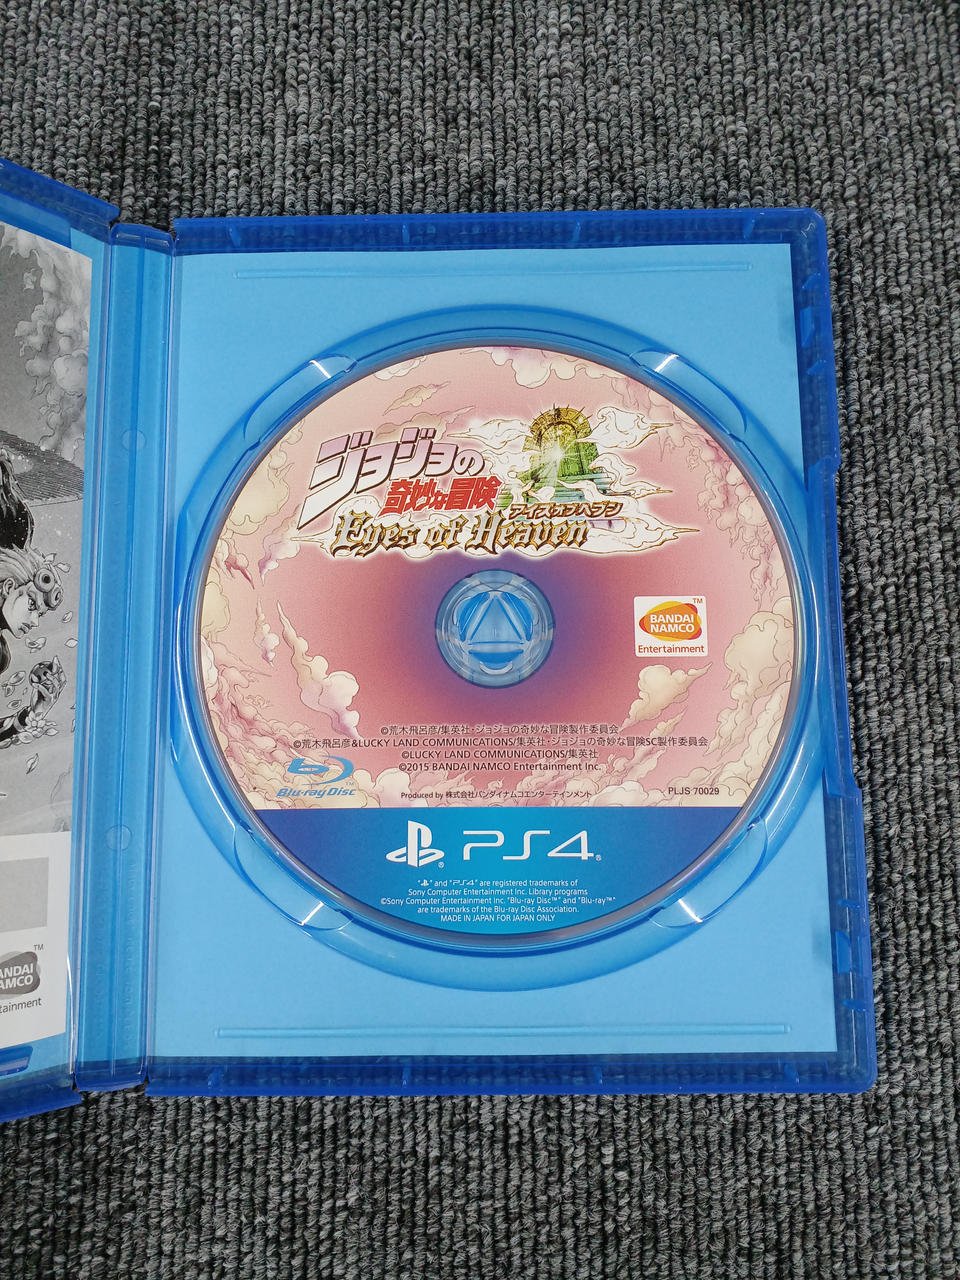 ジョジョの
奇妙な冒険
アイズオブヘブン
Eyes of Heaven
TM
BANDAI
NAMCO
Entertainment
©荒木飛呂彦/集英社・ジョジョの奇妙な冒険製作委員会
©荒木飛呂彦&LUCKY LAND COMMUNICATIONS/集英社・ジョジョの奇妙な冒険SC製作委員会
©LUCKY LAND COMMUNICATIONS/集英社
©2015 BANDAI NAMCO Entertainment Inc.
Blu-ray Disc™
Produced by 株式会社バンダイナムコエンターテインメント
PLJS 70029
PS4®
" " and "PS4" are registered trademarks of
Sony Computer Entertainment Inc. Library programs
©Sony Computer Entertainment Inc. "Blu-ray Disc™" and "Blu-ray™"
are trademarks of the Blu-ray Disc Association.
MADE IN JAPAN FOR JAPAN ONLY
TM
ANDAI
AMCO
tainment